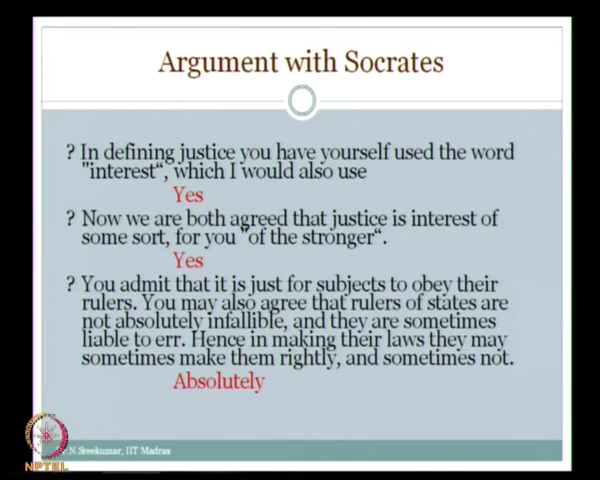 Argument with Socrates
? In defining justice you have yourself used the word
"interest“, which I would also use
Yes
? Now we are both agreed that justice is interest of
some sort, for you "of the stronger“.
Yes
? You admit that it is just for subjects to obey their
rulers. You may also agree that rulers of states are
not absolutely infallible, and they are sometimes
liable to err. Hence in making their laws they may
sometimes make them rightly, and sometimes not.
Absolutely
.N.Sreekumar, IIT Madras
NPTEL